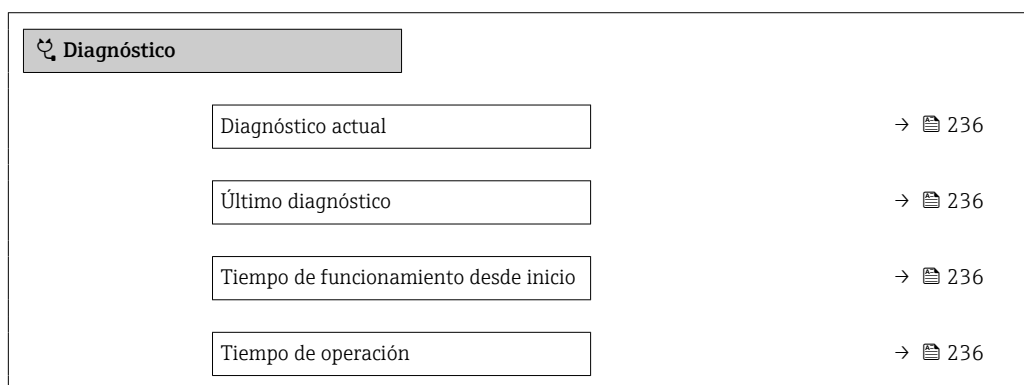 Diagnóstico
Diagnóstico actual → 236
Último diagnóstico → 236
Tiempo de funcionamiento desde inicio → 236
Tiempo de operación → 236